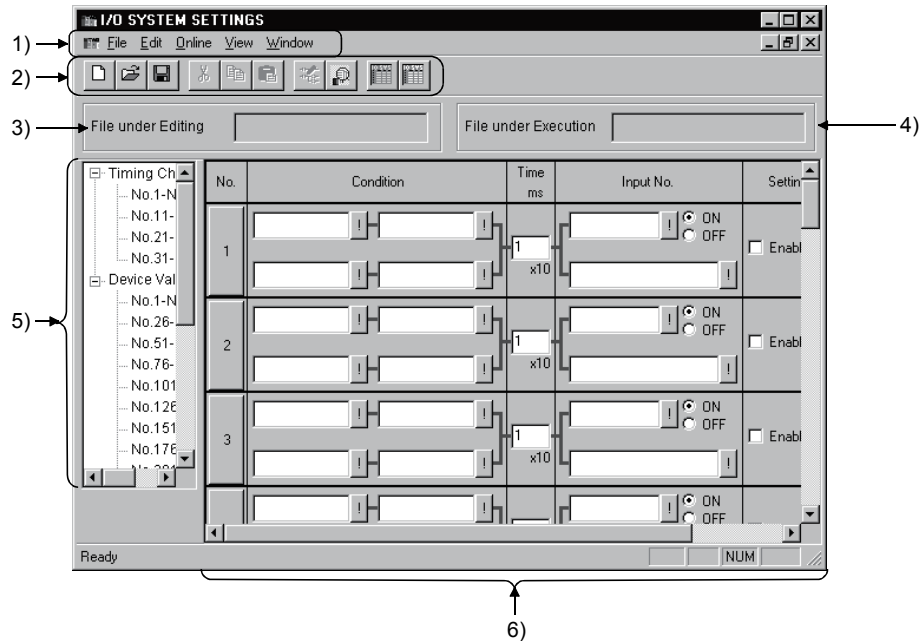 I/O SYSTEM SETTINGS
1)
File Edit Online View Window
2)
3)
File under Editing
File under Execution
4)
5)
Timing Ch
No.1-N
No.11-
No.21-
No.31-
Device Val
No.1-N
No.26-
No.51-
No.76-
No.101
No.126
No.151
No.176
No. Condition Time ms Input No. Settin
1
! ! 1 x10 ! ON OFF
! ! !
Enabl
2
! ! 1 x10 ! ON OFF
! ! !
Enabl
3
! ! 1 x10 ! ON OFF
! ! !
Enabl
! ! ! ON OFF
Ready
NUM
6)